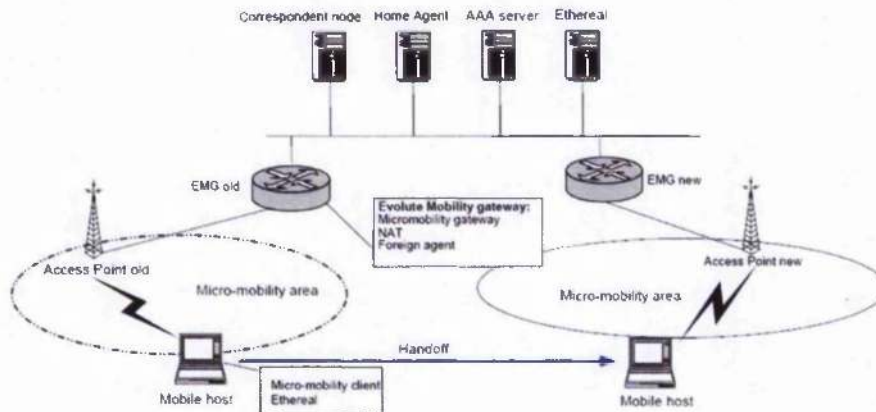 Correspondent node
Home Agent
AAA server
Ethereal
EMG old
EMG new
Evolute Mobility gateway:
Micromobility gateway
NAT
Foreign agent
Access Point old
Access Point new
Micro-mobility area
Micro-mobility area
Handoff
Mobile host
Micro-mobility client
Ethereal
Mobile host